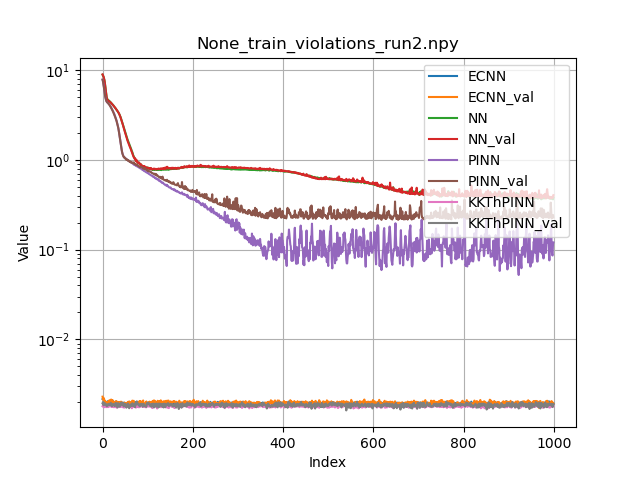 None_train_violations_run2.npy
10^1
10^0
10^-1
10^-2
Value
0
200
400
600
800
1000
Index
ECNN
ECNN_val
NN
NN_val
PINN
PINN_val
KKThPINN
KKThPINN_val